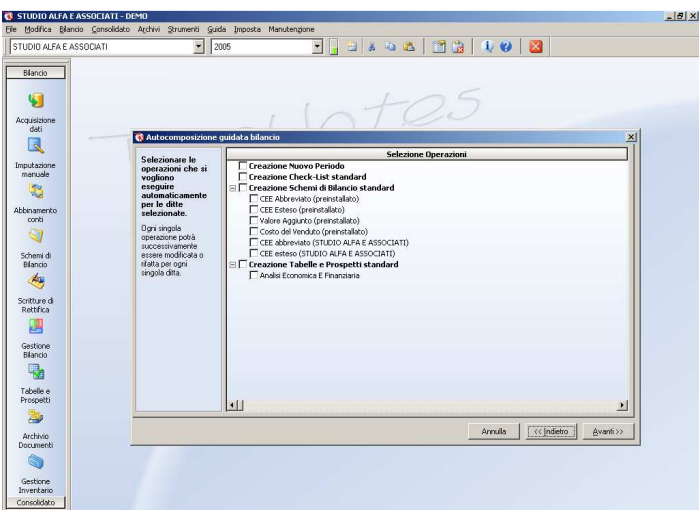 STUDIO ALFA E ASSOCIATI - DEMO
File Modifica Bilancio Consolidato Archivi Strumenti Guida Imposta Manutenzione
STUDIO ALFA E ASSOCIATI 2005
Bilancio
Acquisizione
dati
Imputazione
manuale
Abbinamento
conti
Schemi di
Bilancio
Scritture di
Rettifica
Gestione
Bilancio
Tabelle e
Prospetti
Archivio
Documenti
Gestione
Inventario
Consolidato
Autocomposizione guidata bilancio
Selezionare le
operazioni che si
vogliono
eseguire
automaticamente
per le ditte
selezionate.
Ogni singola
operazione potrà
successivamente
essere modificata o
rifatta per ogni
singola ditta.
Selezione Operazioni
Creazione Nuovo Periodo
Creazione Check-List standard
Creazione Schemi di Bilancio standard
CEE Abbreviato (preinstallato)
CEE Esteso (preinstallato)
Valore Aggiunto (preinstallato)
Costo del Venduto (preinstallato)
CEE abbreviato (STUDIO ALFA E ASSOCIATI)
CEE esteso (STUDIO ALFA E ASSOCIATI)
Creazione Tabelle e Prospetti standard
Analisi Economica E Finanziaria
Annulla << Indietro Avanti >>